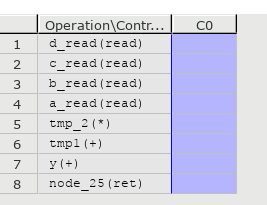 Operation\Contr... C0
1 d_read(read)
2 c_read(read)
3 b_read(read)
4 a_read(read)
5 tmp_2(*)
6 tmp1(+)
7 y(+)
8 node_25(ret)